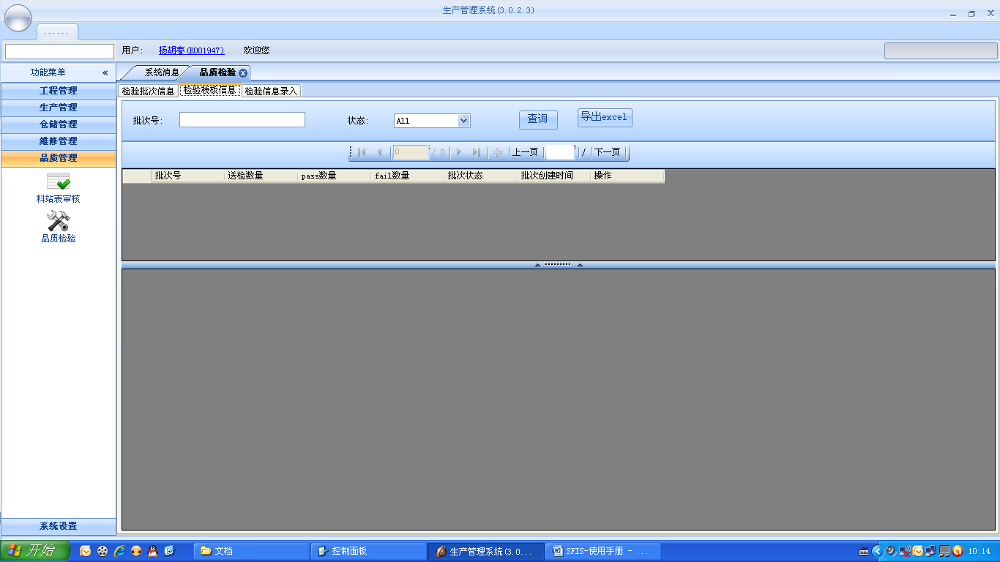 生产管理系统(3.0.2.3)
......
用户: 杨胡春(K001947) 欢迎您
功能菜单 «
系统消息 品质检验
工程管理
生产管理
仓储管理
维修管理
品质管理
料站表审核
品质检验
系统设置
检验批次信息 检验栈板信息 检验信息录入
批次号: 状态: All 查询 导出excel
0 / 0 上一页 / 下一页
批次号 送检数量 pass数量 fail数量 批次状态 批次创建时间 操作
开始 文档 控制面板 生产管理系统(3.0... SFIS-使用手册 - ... 10:14